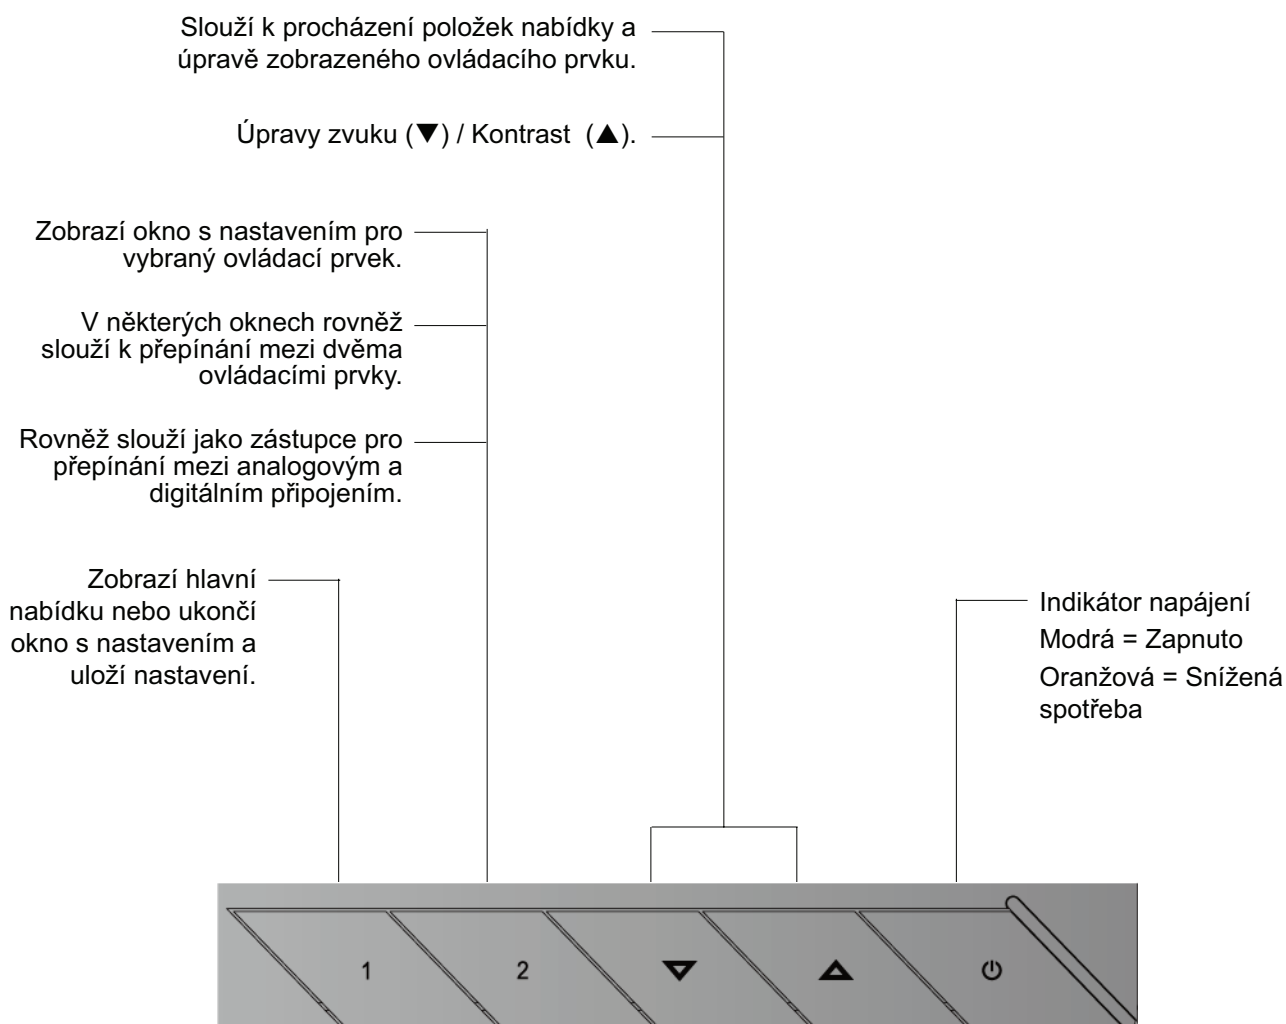 Slouží k procházení položek nabídky a
úpravě zobrazeného ovládacího prvku.
Úpravy zvuku (▼) / Kontrast (▲).
Zobrazí okno s nastavením pro
vybraný ovládací prvek.
V některých oknech rovněž
slouží k přepínání mezi dvěma
ovládacími prvky.
Rovněž slouží jako zástupce pro
přepínání mezi analogovým a
digitálním připojením.
Zobrazí hlavní
nabídku nebo ukončí
okno s nastavením a
uloží nastavení.
Indikátor napájení
Modrá = Zapnuto
Oranžová = Snížená
spotřeba
1
2